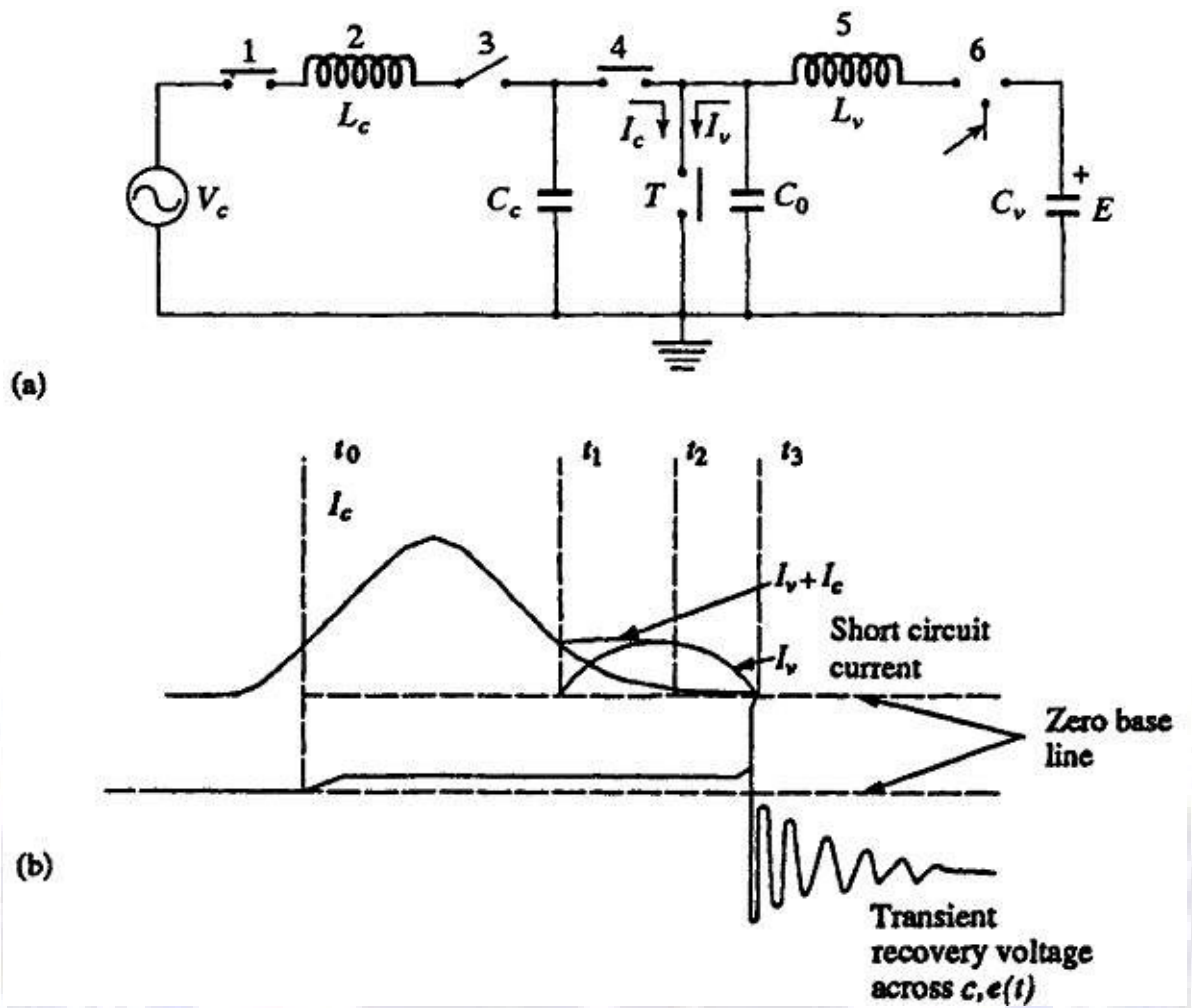 1 2 3 4 5 6
L_c
L_v
I_c I_v
V_c
C_c
T
C_0
C_v
+
E
(a)
t_0 t_1 t_2 t_3
I_c
I_v + I_c
I_v
Short circuit
current
Zero base
line
(b)
Transient
recovery voltage
across c, e(t)